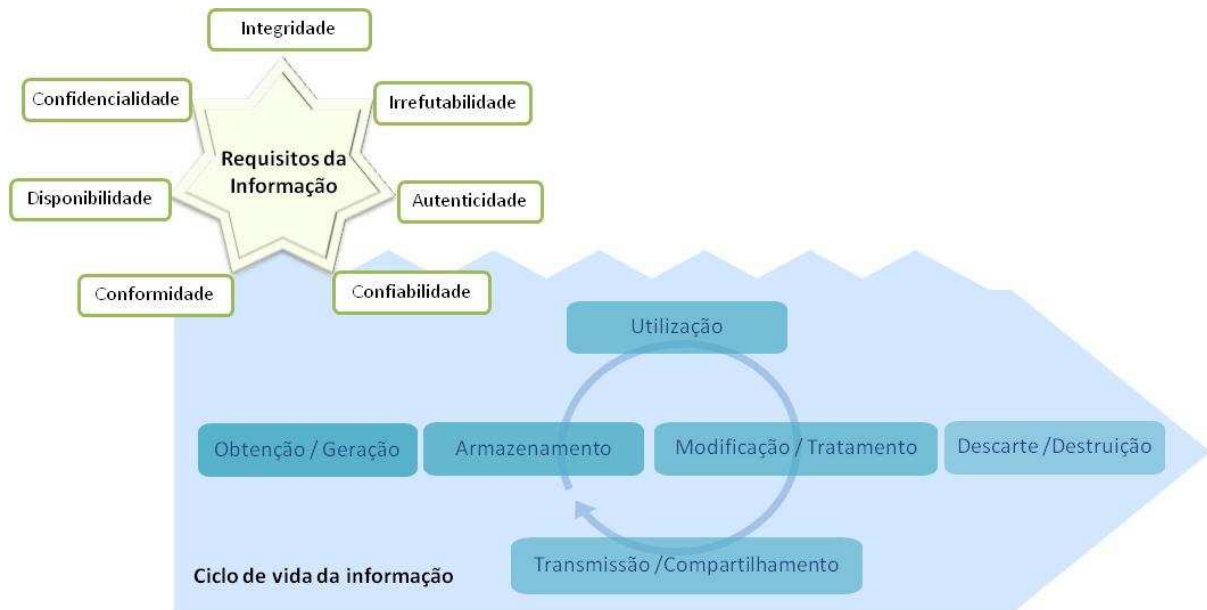 Integridade
Confidencialidade
Irrefutabilidade
Requisitos da
Informação
Disponibilidade
Autenticidade
Conformidade
Confiabilidade
Utilização
Obtenção / Geração
Armazenamento
Modificação / Tratamento
Descarte /Destruição
Transmissão /Compartilhamento
Ciclo de vida da informação